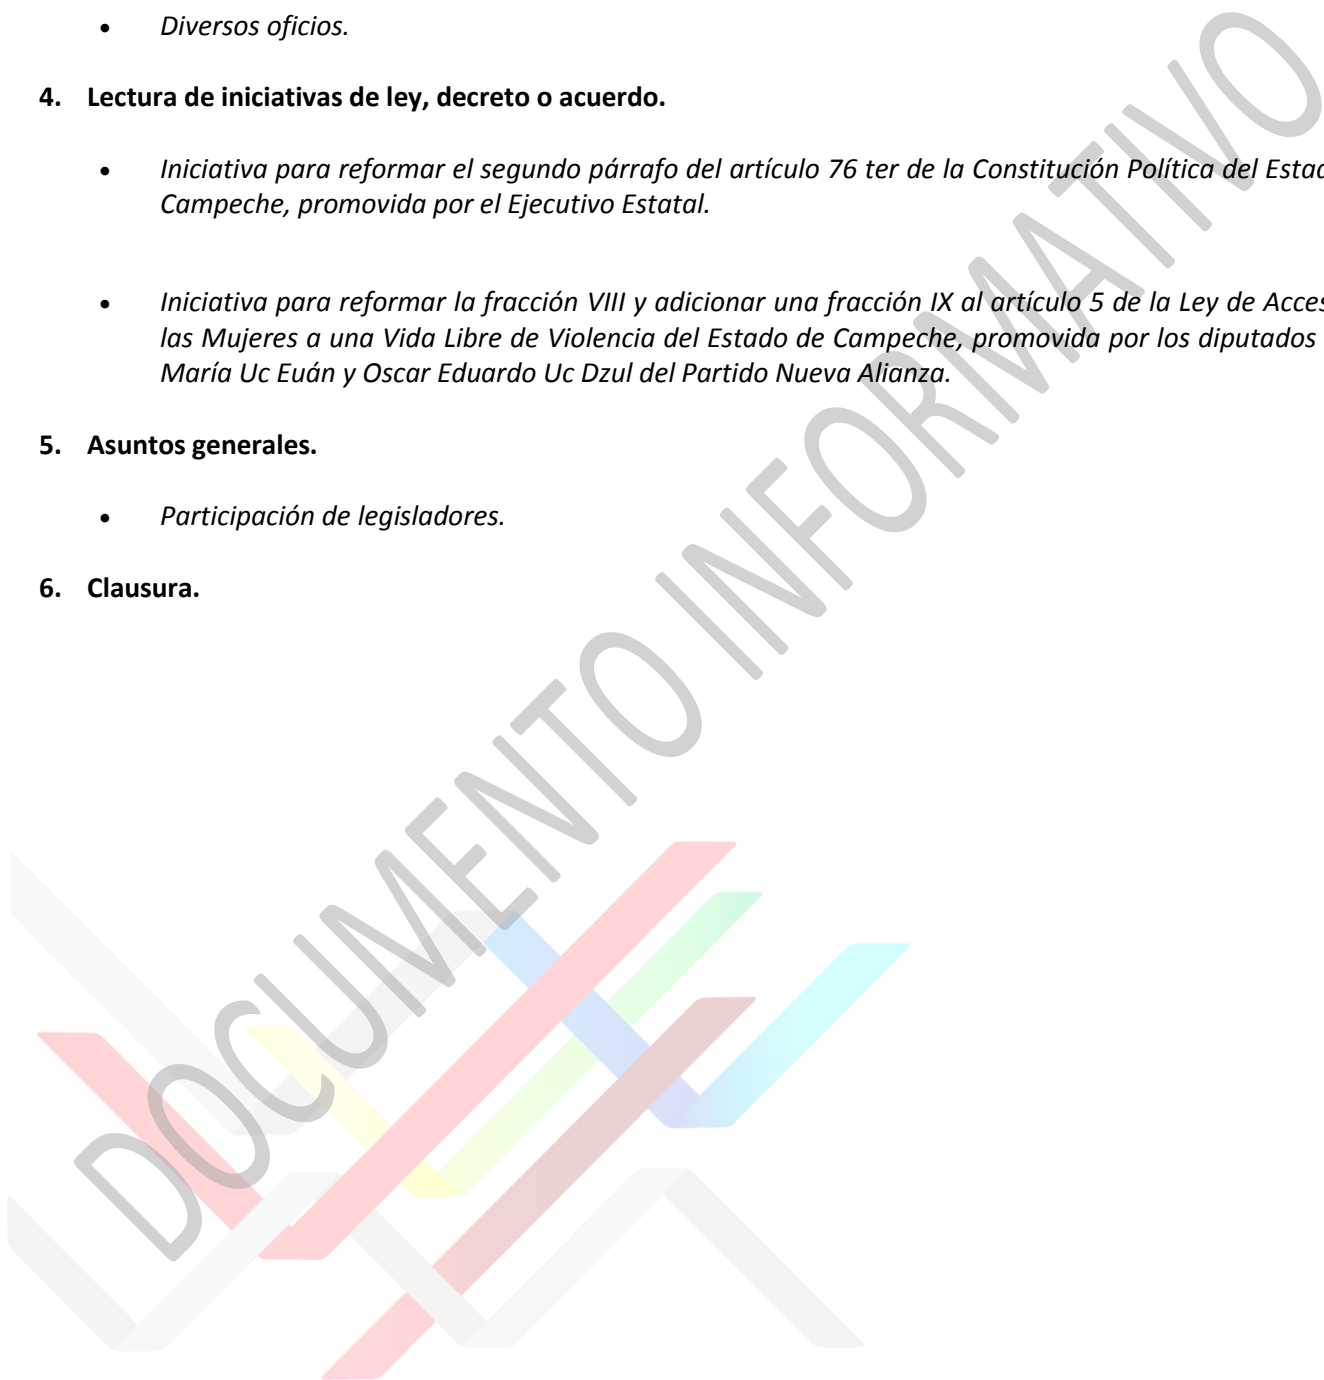 • Diversos oficios.
4. Lectura de iniciativas de ley, decreto o acuerdo.
• Iniciativa para reformar el segundo párrafo del artículo 76 ter de la Constitución Política del
Campeche, promovida por el Ejecutivo Estatal.
• Iniciativa para reformar la fracción VIII y adicionar una fracción IX al artículo 5 de la Ley de
las Mujeres a una Vida Libre de Violencia del Estado de Campeche, promovida por los diputados
María Uc Euán y Oscar Eduardo Uc Dzul del Partido Nueva Alianza.
5. Asuntos generales.
• Participación de legisladores.
6. Clausura.
DOCUMENTO INFORMATIVO